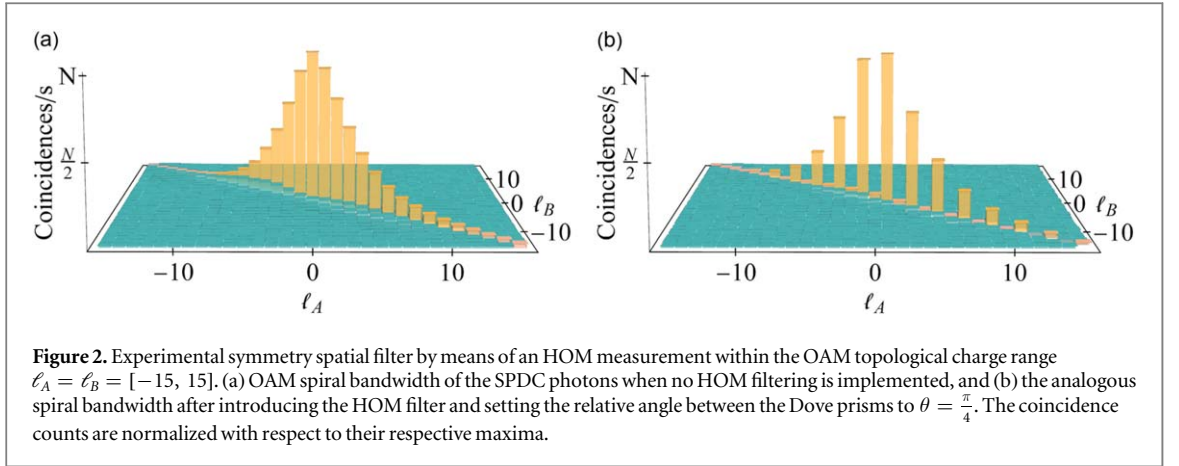 (a)
N
Coincidences/s
N/2
10
0 ℓ_B
−10
−10 0 10
ℓ_A
(b)
N
Coincidences/s
N/2
10
0 ℓ_B
−10
−10 0 10
ℓ_A
Figure 2. Experimental symmetry spatial filter by means of an HOM measurement within the OAM topological charge range
ℓ_A = ℓ_B = [−15, 15]. (a) OAM spiral bandwidth of the SPDC photons when no HOM filtering is implemented, and (b) the analogous
spiral bandwidth after introducing the HOM filter and setting the relative angle between the Dove prisms to θ = π/4. The coincidence
counts are normalized with respect to their respective maxima.